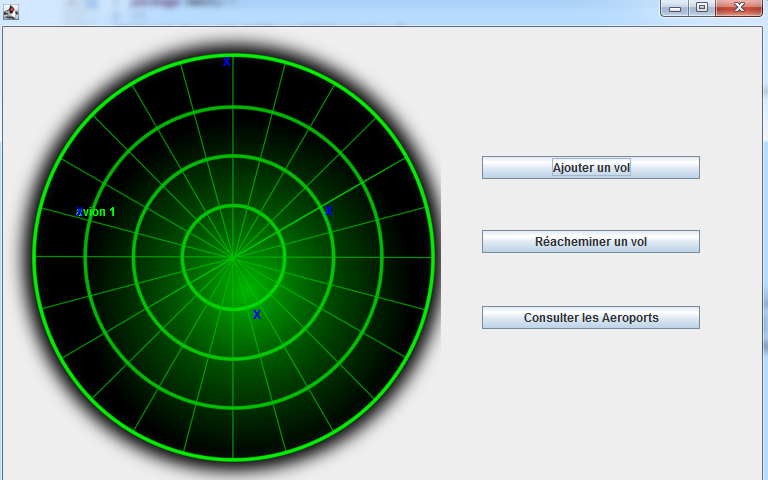 X
Ajouter un vol
X
avion 1
X
Réacheminer un vol
X
Consulter les Aeroports